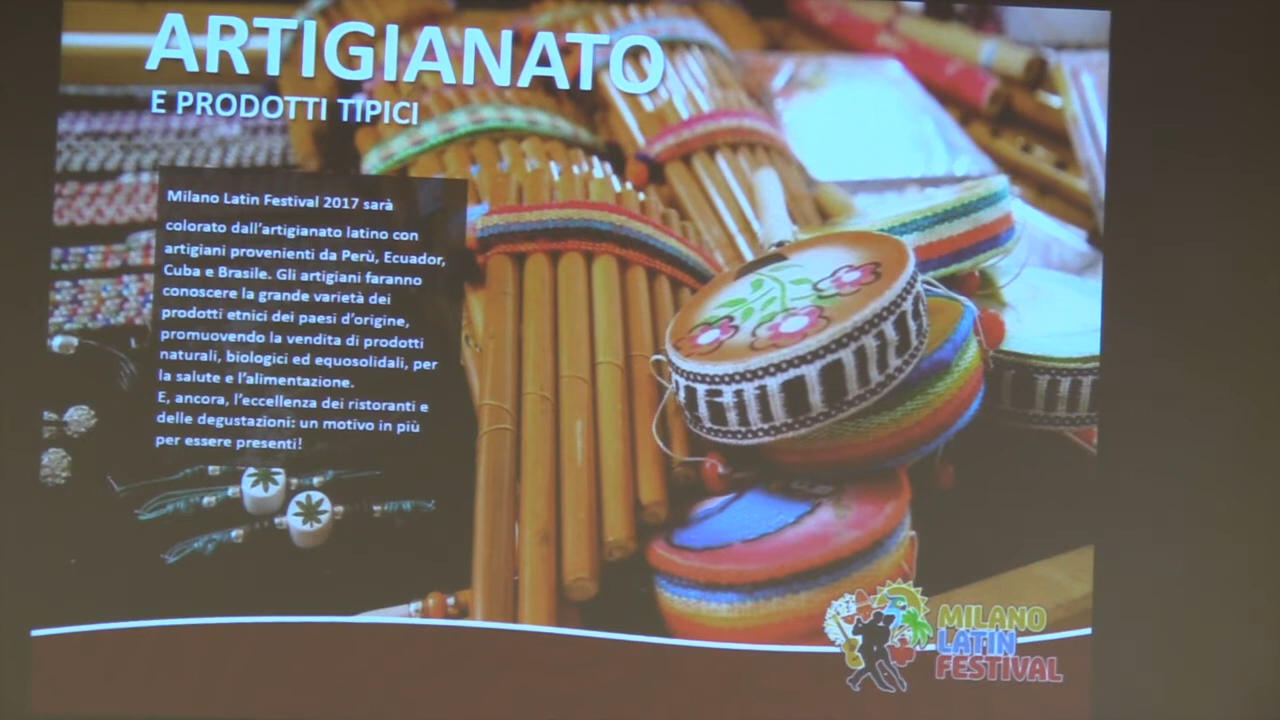 ARTIGIANATO
E PRODOTTI TIPICI
Milano Latin Festival 2017 sarà
colorato dall'artigianato latino con
artigiani provenienti da Perù, Ecuador,
Cuba e Brasile. Gli artigiani faranno
conoscere la grande varietà dei
prodotti etnici dei paesi d'origine,
promuovendo la vendita di prodotti
naturali, biologici ed equosolidali, per
la salute e l'alimentazione.
E, ancora, l'eccellenza dei ristoranti e
delle degustazioni: un motivo in più
per essere presenti!
MILANO
LATIN
FESTIVAL